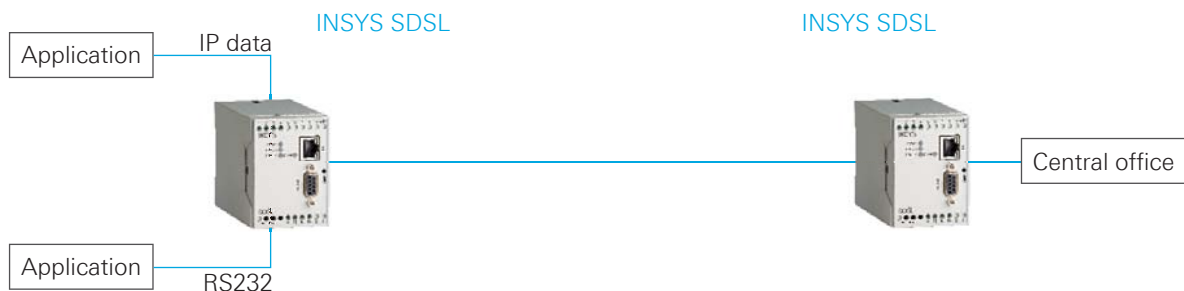 INSYS SDSL
INSYS SDSL
IP data
Application
Central office
Application
RS232